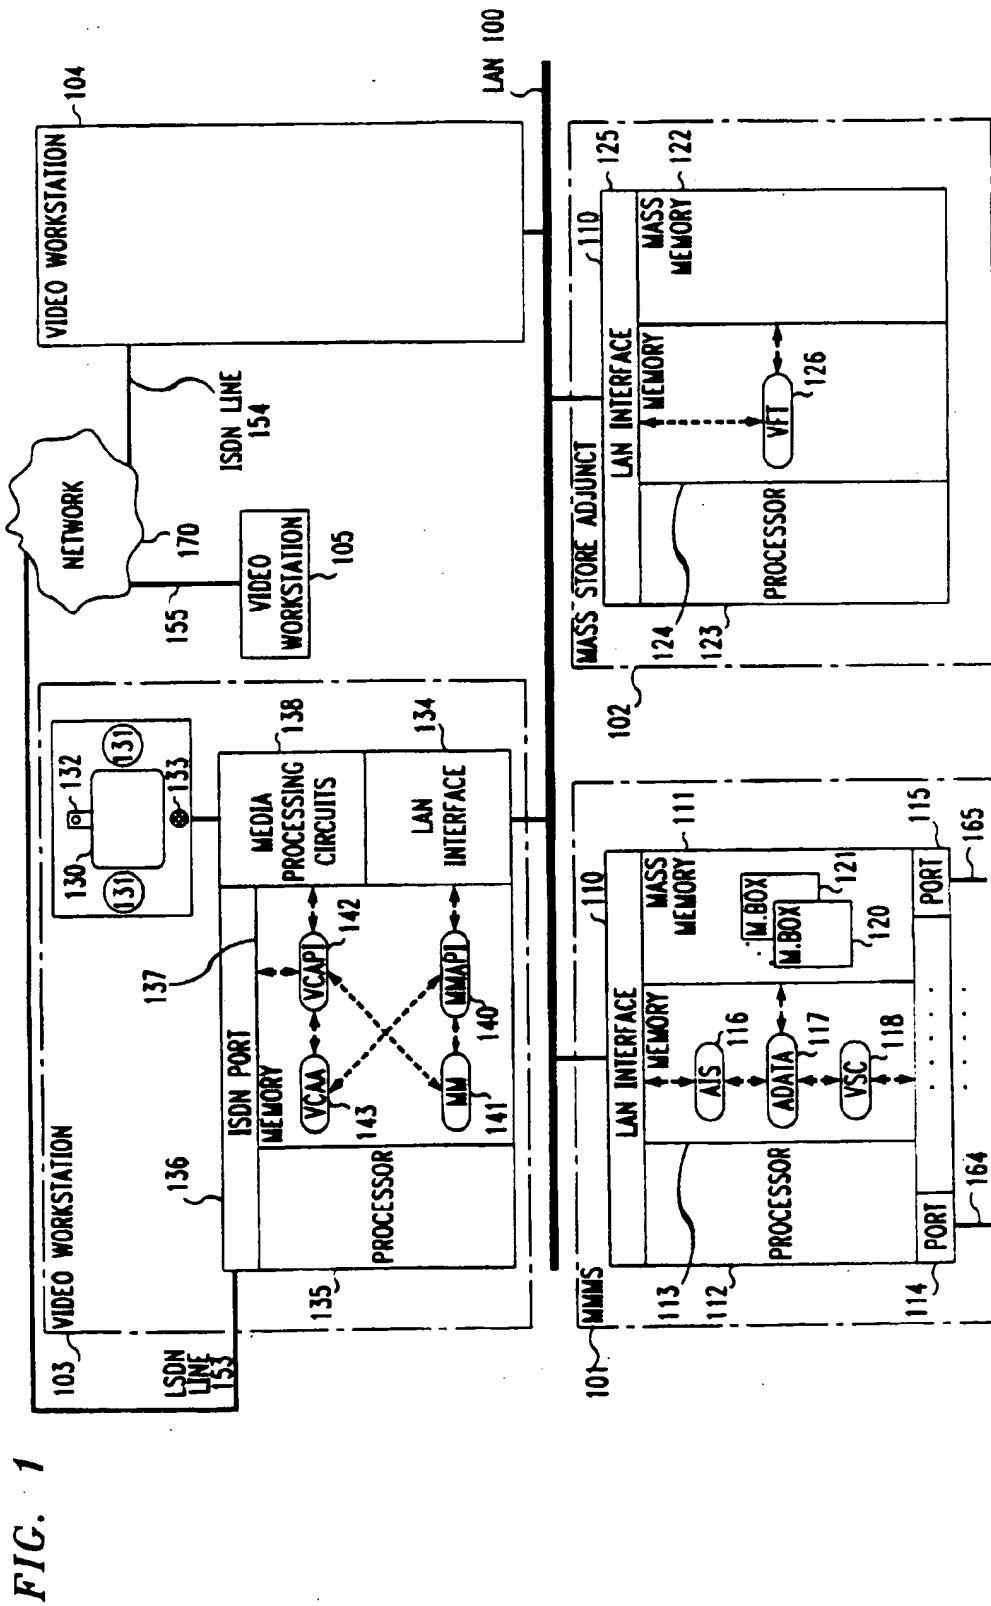 FIG. 1
103
VIDEO WORKSTATION
LSDN
LINE
153
136
135
ISDN PORT
MEMORY
PROCESSOR
137
VCAA
143
VCAPI
142
MM
141
MMAPI
140
130
131
131
132
133
MEDIA
PROCESSING
CIRCUITS
138
LAN
INTERFACE
134
NETWORK
170
155
VIDEO
WORKSTATION
105
ISDN LINE
154
VIDEO WORKSTATION
104
LAN 100
101
MMMS
110
LAN INTERFACE
113
112
PROCESSOR
MEMORY
AIS
116
ADATA
117
VSC
118
MASS
MEMORY
111
M.BOX
121
M.BOX
120
PORT
114
164
PORT
115
165
102
MASS STORE ADJUNCT
110
LAN INTERFACE
125
124
123
PROCESSOR
MEMORY
VFT
126
MASS
MEMORY
122